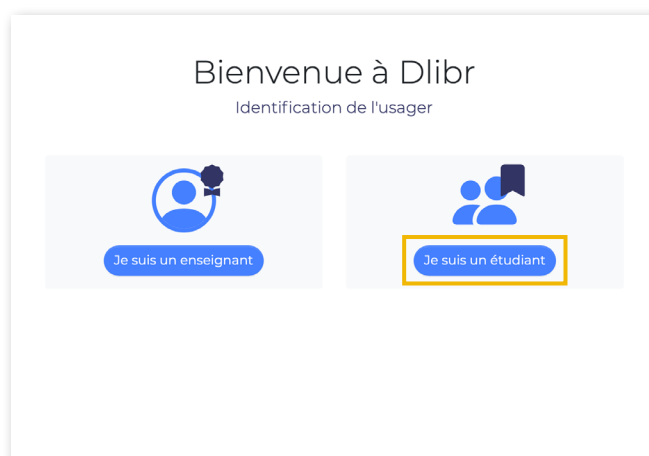 Bienvenue à Dlibr
Identification de l'usager
Je suis un enseignant
Je suis un étudiant